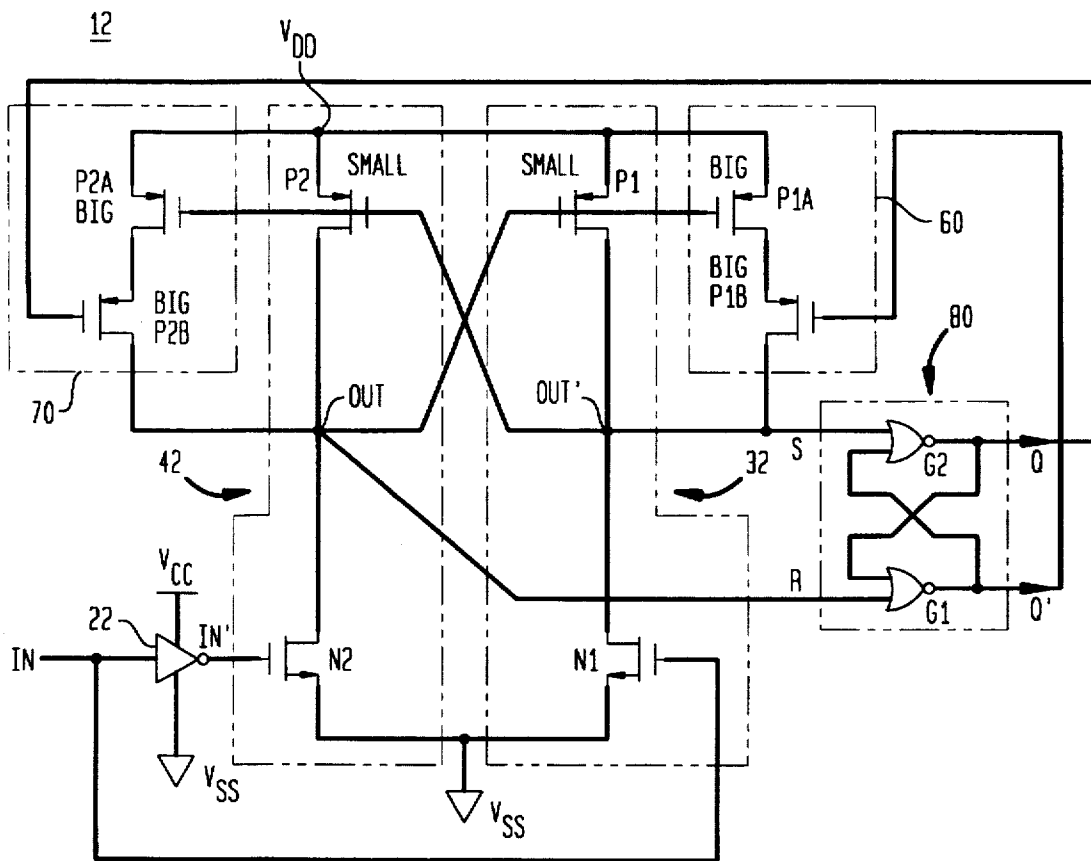 12
VDD
P2A
BIG
P2
SMALL
SMALL
P1
BIG
P1A
60
BIG
P2B
BIG
P1B
80
70
OUT
OUT'
S
G2
Q
42
32
VCC
R
G1
Q'
22
IN
IN'
N2
N1
VSS
VSS